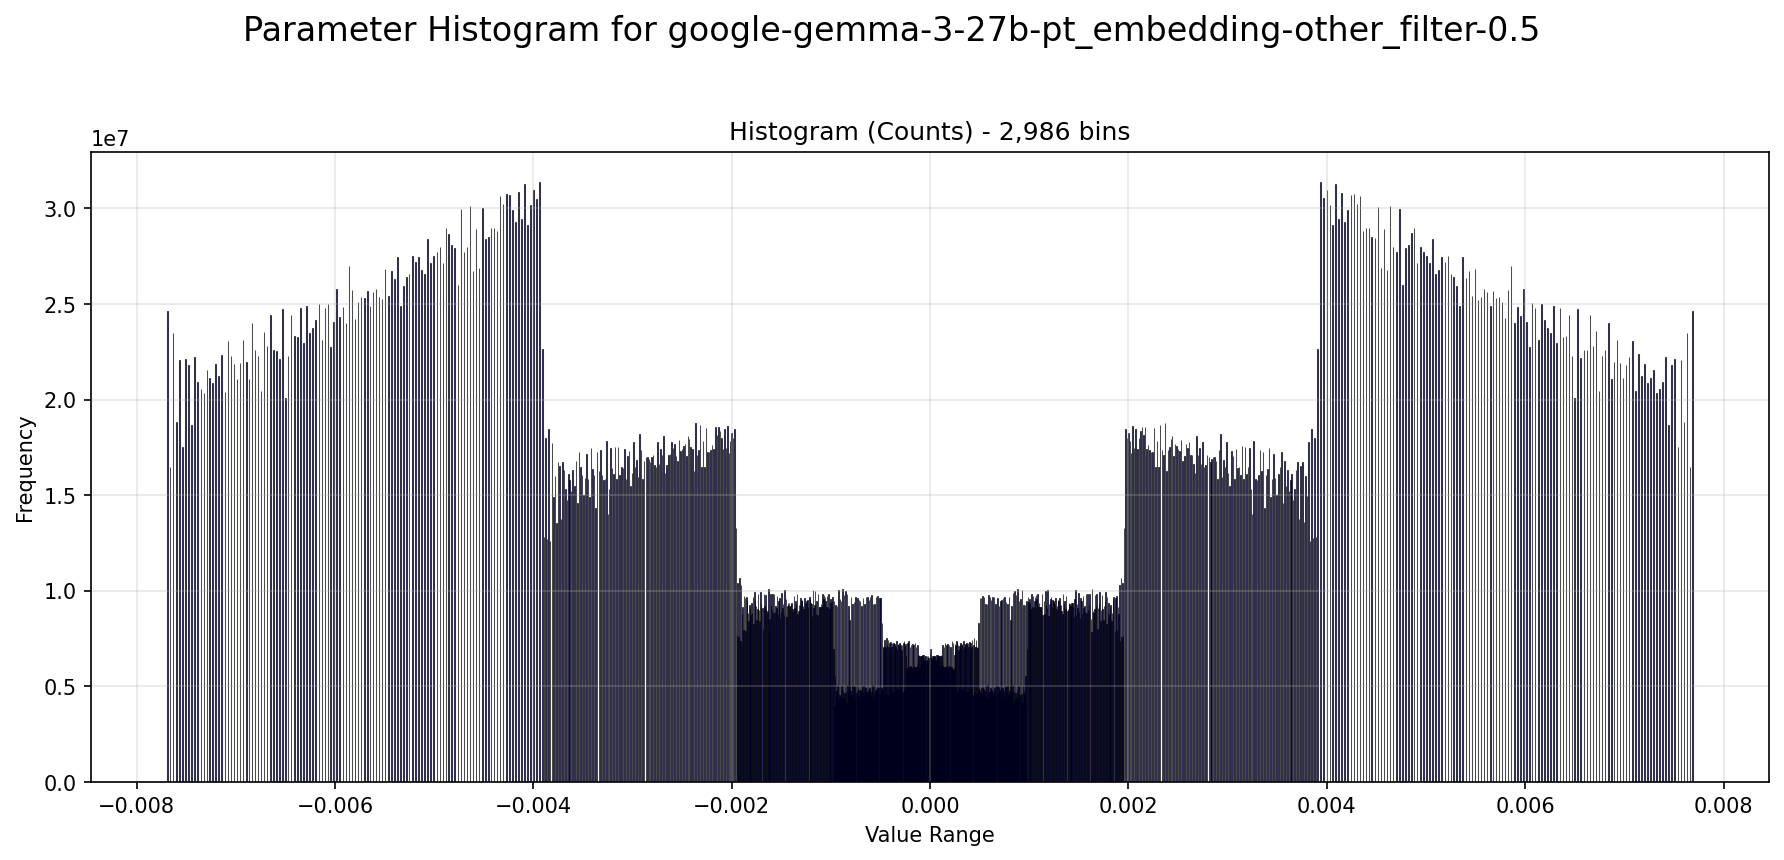 Parameter Histogram for google-gemma-3-27b-pt_embedding-other_filter-0.5
Histogram (Counts) - 2,986 bins
1e7
3.0
2.5
2.0
1.5
1.0
0.5
0.0
Frequency
−0.008 −0.006 −0.004 −0.002 0.000 0.002 0.004 0.006 0.008
Value Range